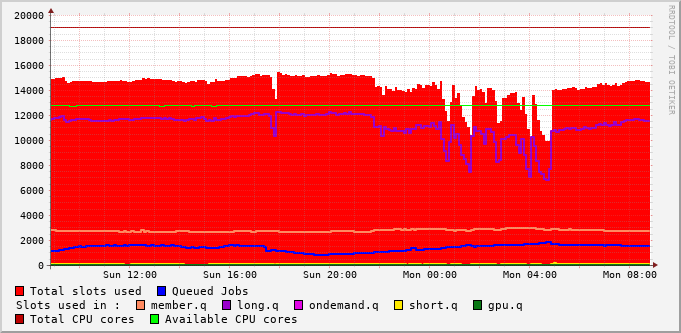 20000
18000
16000
14000
12000
10000
8000
6000
4000
2000
0
Sun 12:00 Sun 16:00 Sun 20:00 Mon 00:00 Mon 04:00 Mon 08:00
Total slots used Queued Jobs
Slots used in : member.q long.q ondemand.q short.q gpu.q
Total CPU cores Available CPU cores
RRDTOOL / TOBI OETIKER